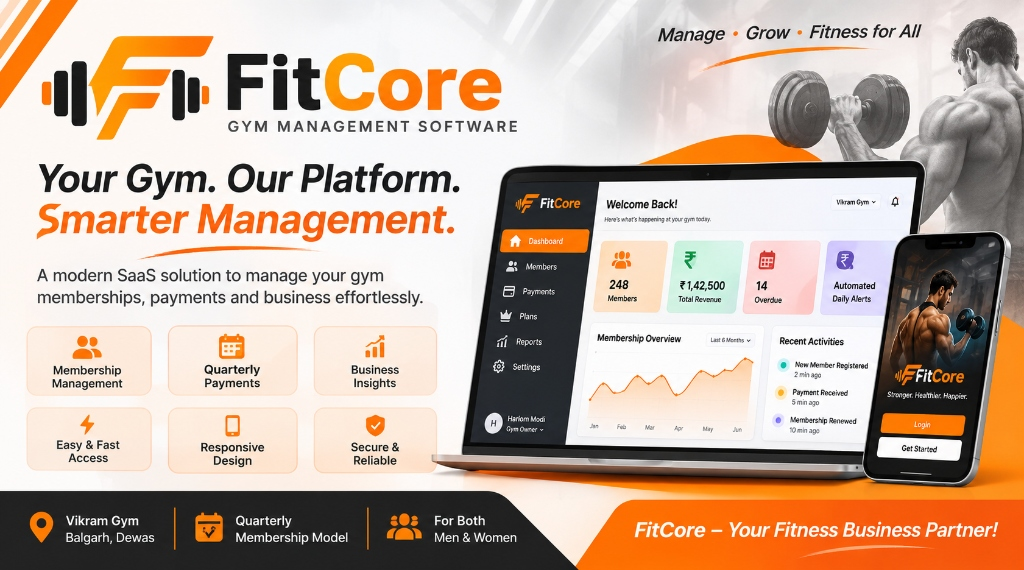 Manage • Grow • Fitness for All
FitCore
GYM MANAGEMENT SOFTWARE
Your Gym. Our Platform.
Smarter Management.
A modern SaaS solution to manage your gym
memberships, payments and business effortlessly.
Membership
Management
Quarterly
Payments
Business
Insights
Easy & Fast
Access
Responsive
Design
Secure &
Reliable
FitCore
Dashboard
Members
Payments
Plans
Reports
Settings
H
Hariom Modi
Gym Owner
Welcome Back!
Here's what's happening at your gym today.
Vikram Gym
248
Members
₹
₹1,42,500
Total Revenue
14
Overdue
₹
Automated
Daily Alerts
Membership Overview
Last 6 Months
Jan Feb Mar Apr May Jun
Recent Activities
New Member Registered
2 min ago
Payment Received
5 min ago
Membership Renewed
10 min ago
FitCore
Stronger. Healthier. Happier.
Login
Get Started
Vikram Gym
Balgarh, Dewas
Quarterly
Membership Model
For Both
Men & Women
FitCore – Your Fitness Business Partner!